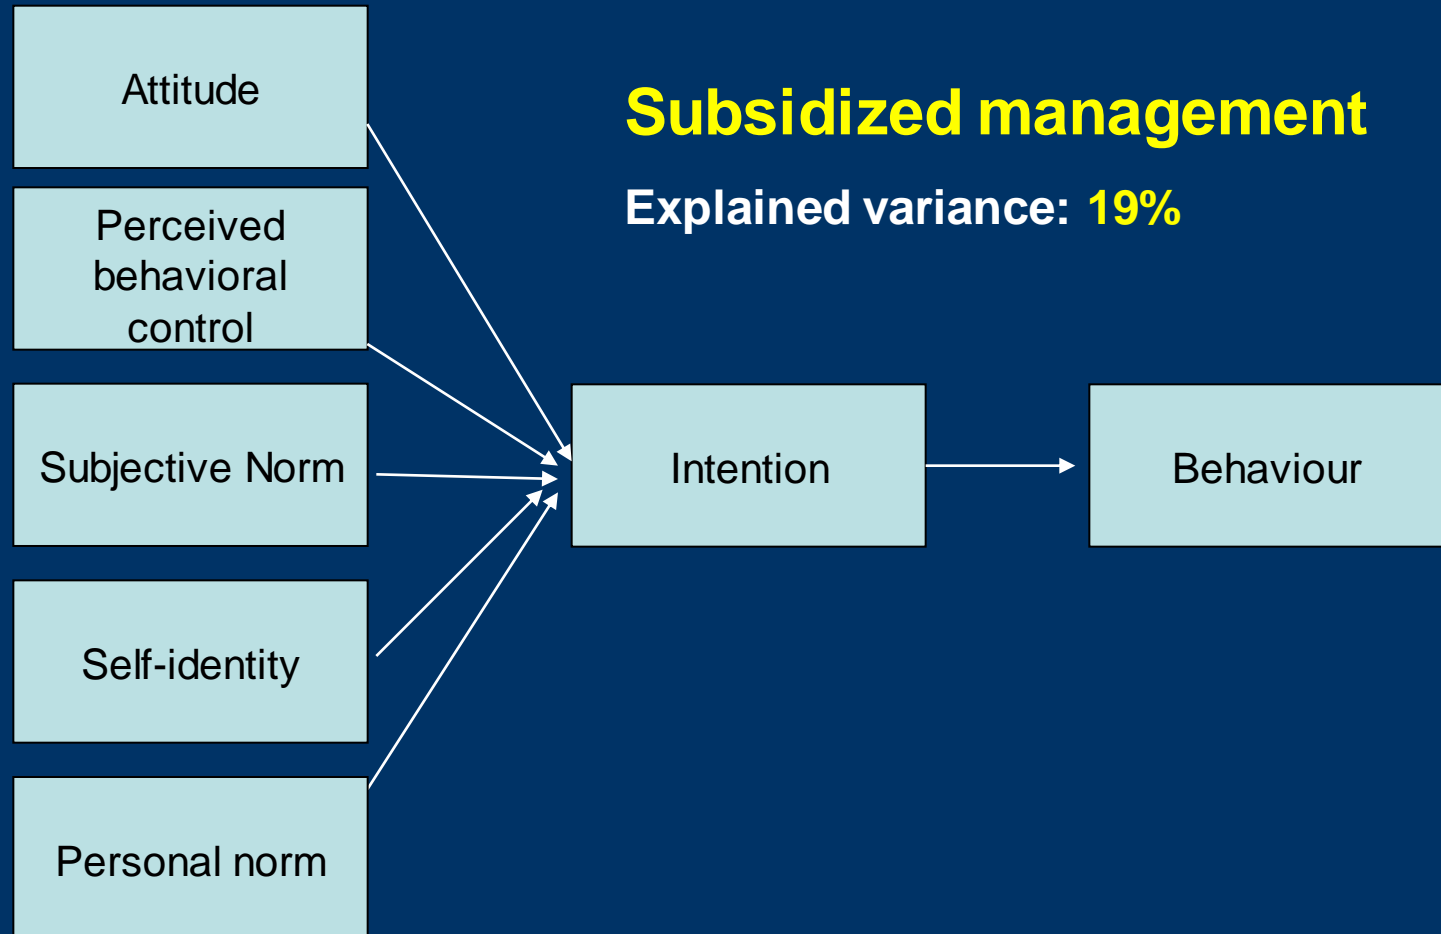 Attitude
Subsidized management
Explained variance: 19%
Perceived
behavioral
control
Subjective Norm
Intention
Behaviour
Self-identity
Personal norm